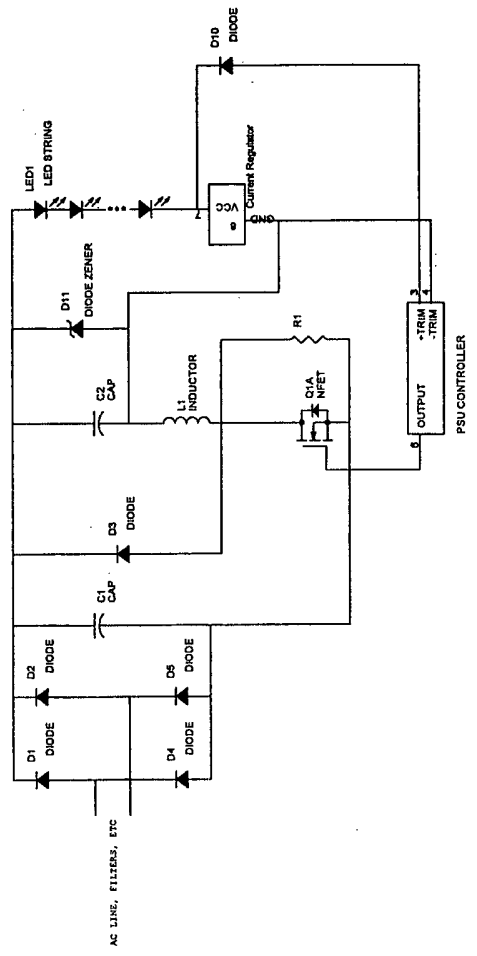 D1
DIODE
D2
DIODE
C1
CAP
D3
DIODE
C2
CAP
D11
DIODE ZENER
LED1
LED STRING
AC LINE, FILTERS, ETC
D4
DIODE
D5
DIODE
L1
INDUCTOR
7
VCC
8
GND
Current Regulator
D10
DIODE
R1
Q1A
NFET
6
OUTPUT
+TRIM
3
-TRIM
4
PSU CONTROLLER